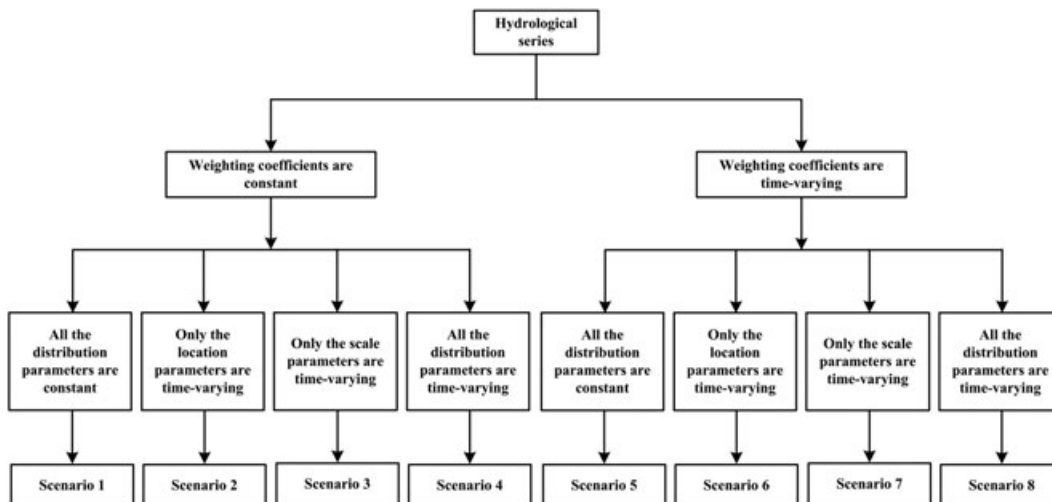 Hydrological
series
Weighting coefficients are
constant
Weighting coefficients are
time-varying
All the
distribution
parameters are
constant
Only the
location
parameters are
time-varying
Only the scale
parameters are
time-varying
All the
distribution
parameters are
time-varying
All the
distribution
parameters are
constant
Only the
location
parameters are
time-varying
Only the scale
parameters are
time-varying
All the
distribution
parameters are
time-varying
Scenario 1
Scenario 2
Scenario 3
Scenario 4
Scenario 5
Scenario 6
Scenario 7
Scenario 8